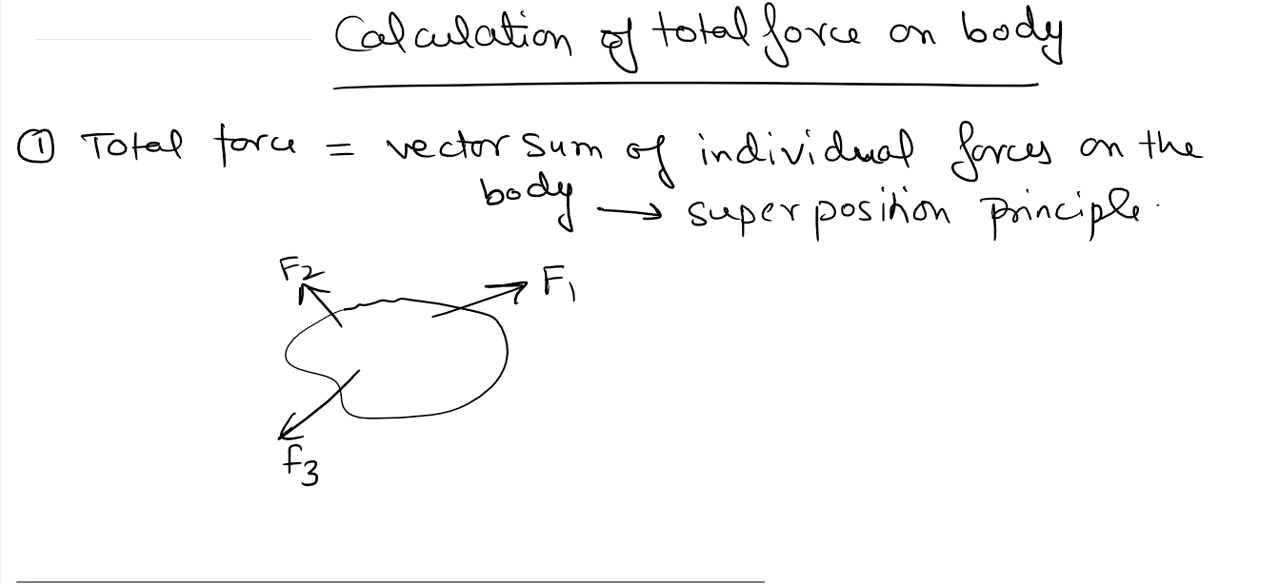 Calculation of total force on body
① Total force = vector sum of individual forces on the
body → superposition principle.
F2
F1
f3